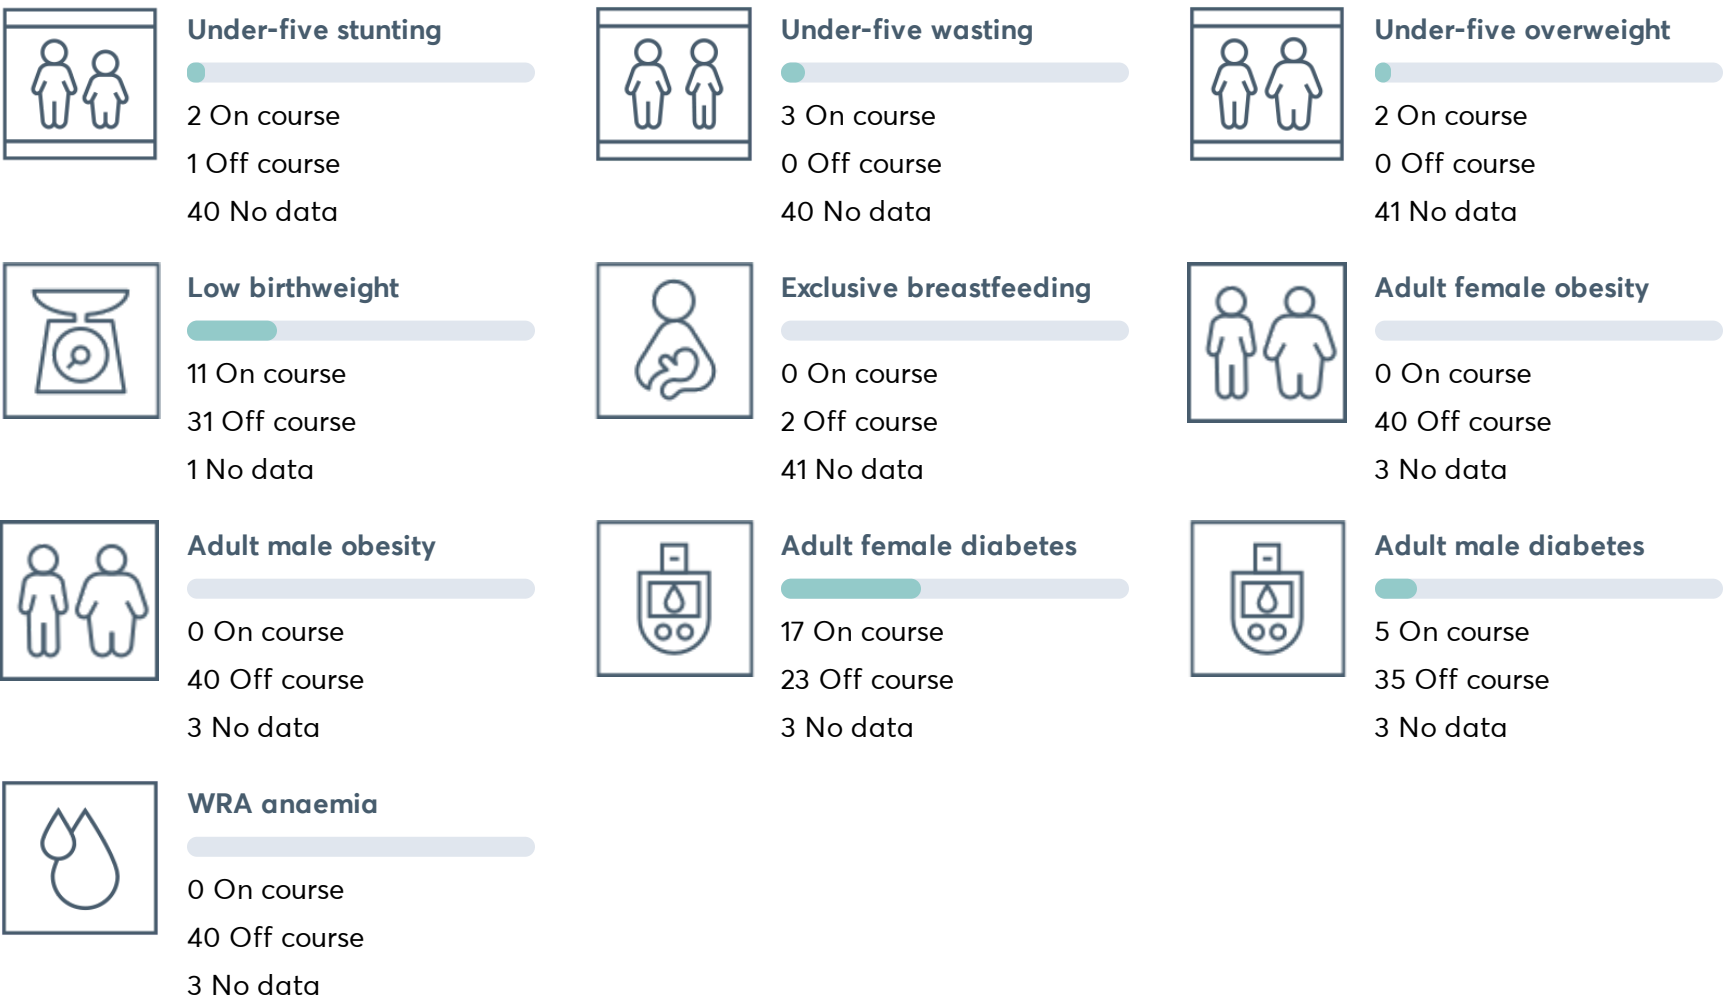 Under-five stunting
2 On course
1 Off course
40 No data
Under-five wasting
3 On course
0 Off course
40 No data
Under-five overweight
2 On course
0 Off course
41 No data
Low birthweight
11 On course
31 Off course
1 No data
Exclusive breastfeeding
0 On course
2 Off course
41 No data
Adult female obesity
0 On course
40 Off course
3 No data
Adult male obesity
0 On course
40 Off course
3 No data
Adult female diabetes
17 On course
23 Off course
3 No data
Adult male diabetes
5 On course
35 Off course
3 No data
WRA anaemia
0 On course
40 Off course
3 No data